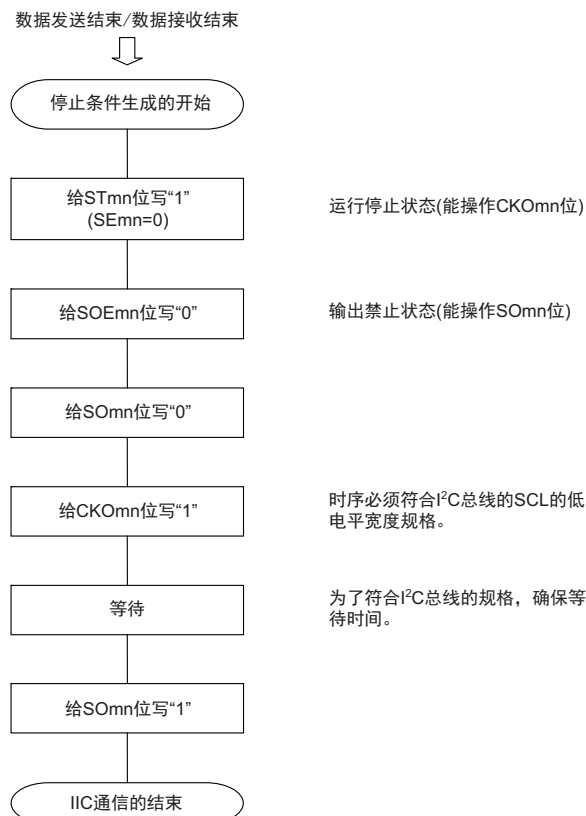 数据发送结束/数据接收结束
停止条件生成的开始
给STmn位写“1”
(SEmn=0)
运行停止状态(能操作CKOmn位)
给SOEmn位写“0”
输出禁止状态(能操作SOmn位)
给SOmn位写“0”
给CKOmn位写“1”
时序必须符合I²C总线的SCL的低
电平宽度规格。
等待
为了符合I²C总线的规格，确保等
待时间。
给SOmn位写“1”
IIC通信的结束